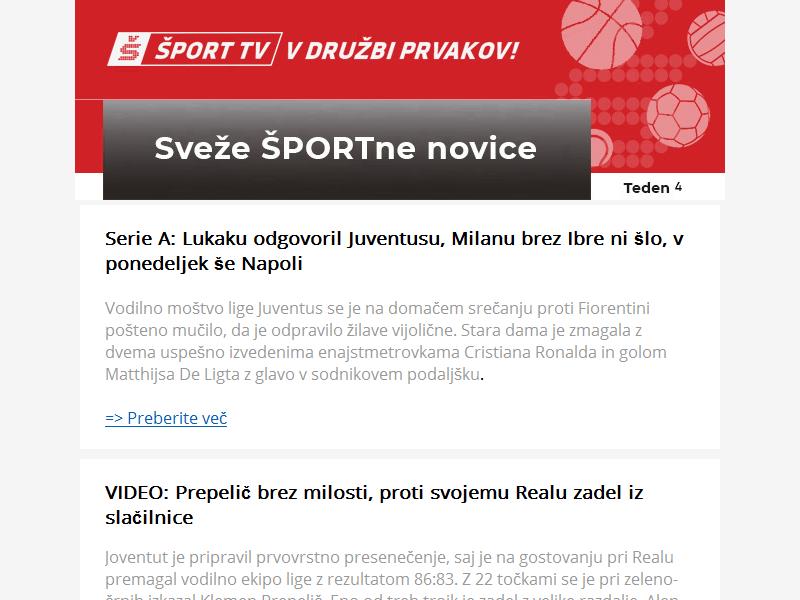 Š ŠPORT TV V DRUŽBI PRVAKOV!
Sveže ŠPORTne novice
Teden 4
Serie A: Lukaku odgovoril Juventusu, Milanu brez Ibre ni šlo, v
ponedeljek še Napoli
Vodilno moštvo lige Juventus se je na domačem srečanju proti Fiorentini
pošteno mučilo, da je odpravilo žilave vijolične. Stara dama je zmagala z
dvema uspešno izvedenima enajstmetrovkama Cristiana Ronalda in golom
Matthijsa De Ligta z glavo v sodnikovem podaljšku.
=> Preberite več
VIDEO: Prepelič brez milosti, proti svojemu Realu zadel iz
slačilnice
Joventut je pripravil prvovrstno presenečenje, saj je na gostovanju pri Realu
premagal vodilno ekipo lige z rezultatom 86:83. Z 22 točkami se je pri zeleno-
črnih izkazal Klemen Prepelič. Eno od treh trojk je zadel z velike razdalje. Alen